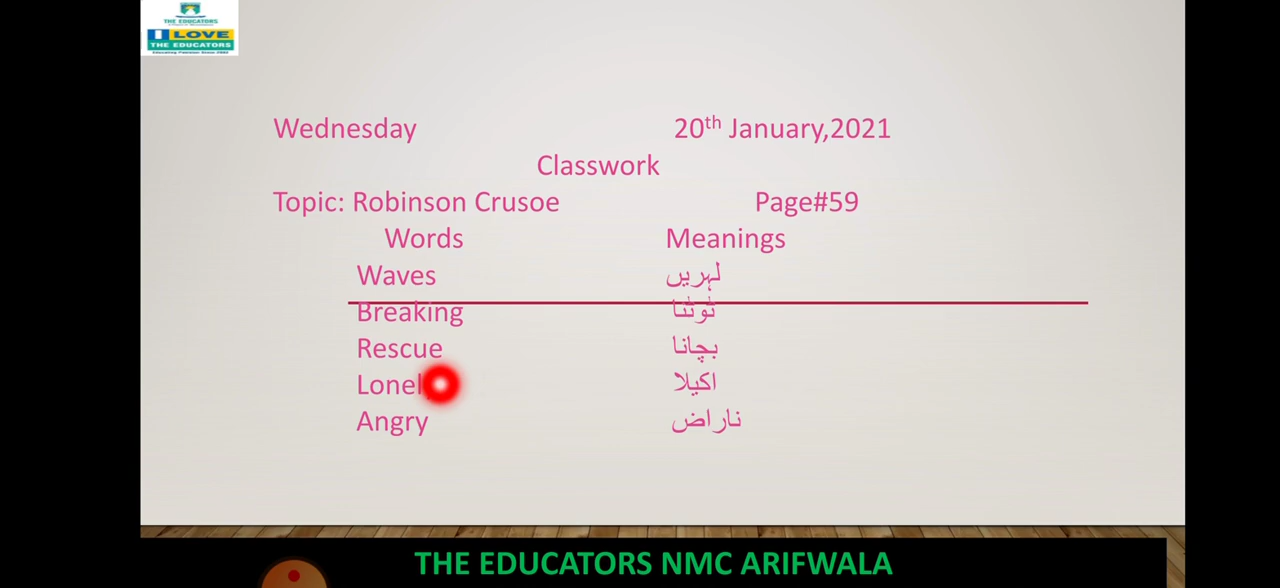 THE EDUCATORS
I LOVE
THE EDUCATORS
Wednesday 20th January,2021
Classwork
Topic: Robinson Crusoe Page#59
Words Meanings
Waves لہریں
Breaking ٹوٹنا
Rescue بچانا
اکیلا
Angry ناراض
THE EDUCATORS NMC ARIFWALA